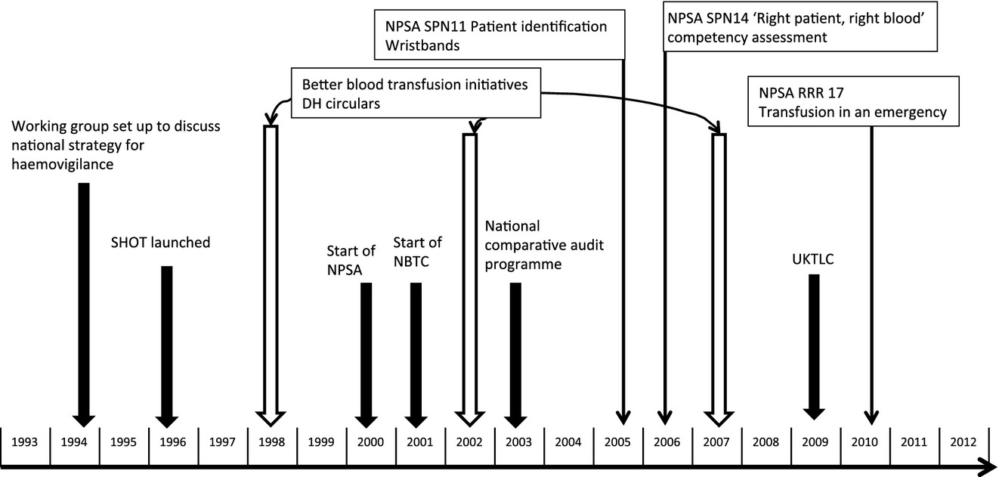 NPSA SPN11 Patient identification
Wristbands
NPSA SPN14 ‘Right patient, right blood’
competency assessment
Better blood transfusion initiatives
DH circulars
NPSA RRR 17
Transfusion in an emergency
Working group set up to discuss
national strategy for
haemovigilance
SHOT launched
Start of
NPSA
Start of
NBTC
National
comparative audit
programme
UKTLC
1993 1994 1995 1996 1997 1998 1999 2000 2001 2002 2003 2004 2005 2006 2007 2008 2009 2010 2011 2012